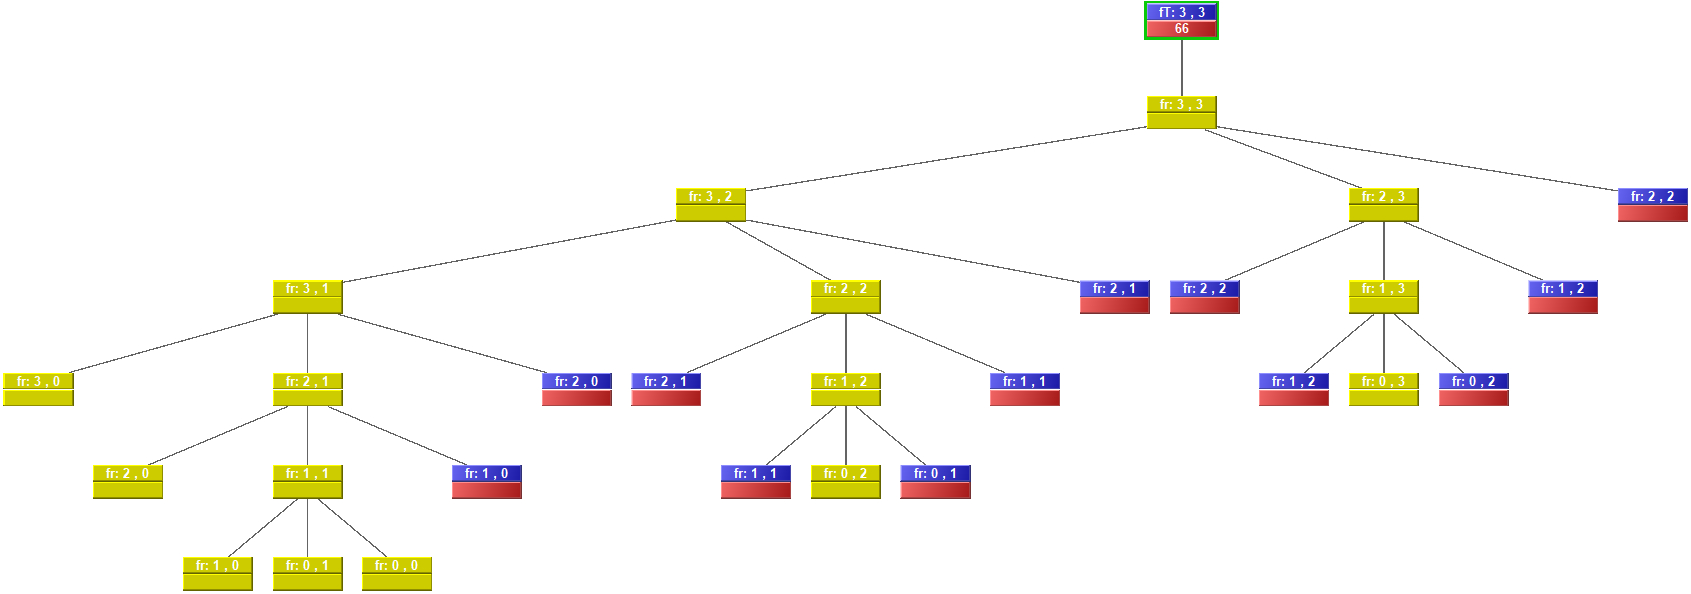 fT: 3 , 3
66
fr: 3 , 3
fr: 3 , 2
fr: 2 , 3
fr: 2 , 2
fr: 3 , 1
fr: 2 , 2
fr: 2 , 1
fr: 2 , 2
fr: 1 , 3
fr: 1 , 2
fr: 3 , 0
fr: 2 , 1
fr: 2 , 0
fr: 2 , 1
fr: 1 , 2
fr: 1 , 1
fr: 1 , 2
fr: 0 , 3
fr: 0 , 2
fr: 2 , 0
fr: 1 , 1
fr: 1 , 0
fr: 1 , 1
fr: 0 , 2
fr: 0 , 1
fr: 1 , 0
fr: 0 , 1
fr: 0 , 0